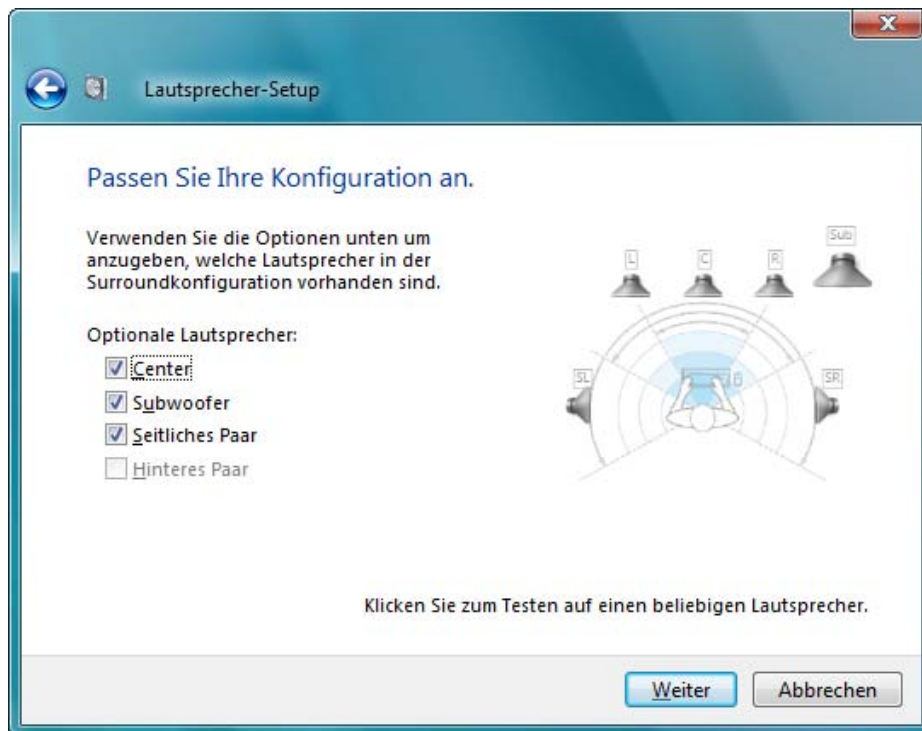 Lautsprecher-Setup
Passen Sie Ihre Konfiguration an.
Verwenden Sie die Optionen unten um
anzugeben, welche Lautsprecher in der
Surroundkonfiguration vorhanden sind.
Optionale Lautsprecher:
Center
Subwoofer
Seitliches Paar
Hinteres Paar
Sub
L C R
SL SR
Klicken Sie zum Testen auf einen beliebigen Lautsprecher.
Weiter Abbrechen